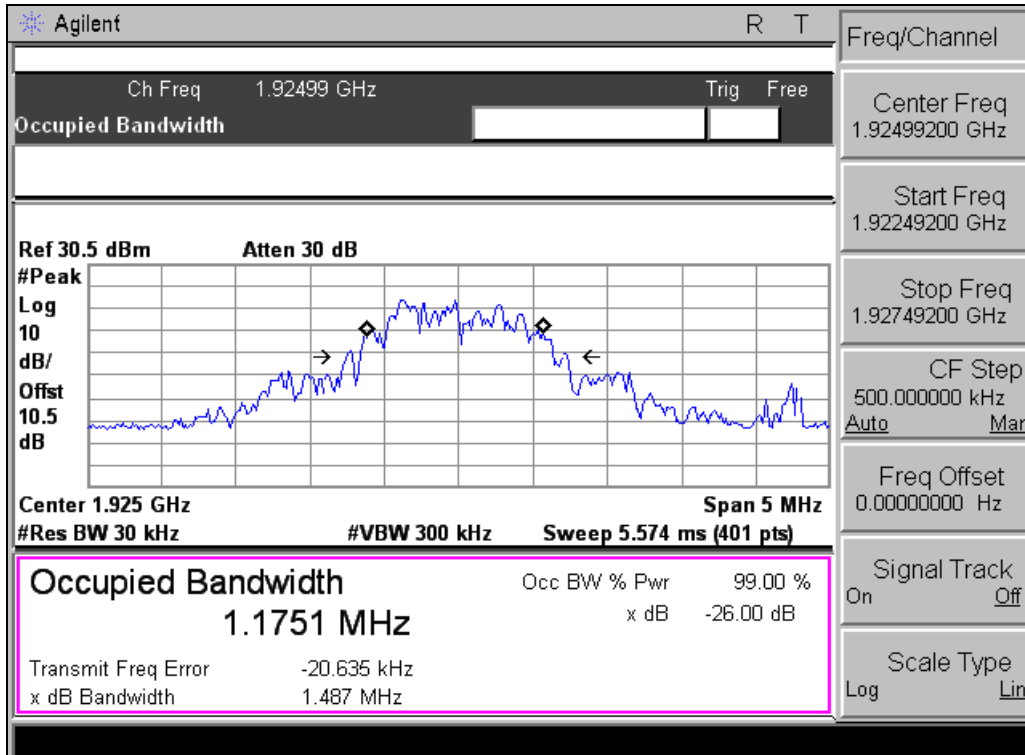 Agilent R T
Ch Freq 1.92499 GHz Trig Free
Occupied Bandwidth
Ref 30.5 dBm Atten 30 dB
#Peak
Log
10
dB/
Offst
10.5
dB
Center 1.925 GHz Span 5 MHz
#Res BW 30 kHz #VBW 300 kHz Sweep 5.574 ms (401 pts)
Occupied Bandwidth
1.1751 MHz
Occ BW % Pwr 99.00 %
x dB -26.00 dB
Transmit Freq Error -20.635 kHz
x dB Bandwidth 1.487 MHz
Freq/Channel
Center Freq
1.92499200 GHz
Start Freq
1.92249200 GHz
Stop Freq
1.92749200 GHz
CF Step
500.000000 kHz
Auto Man
Freq Offset
0.00000000 Hz
Signal Track
On Off
Scale Type
Log Lin